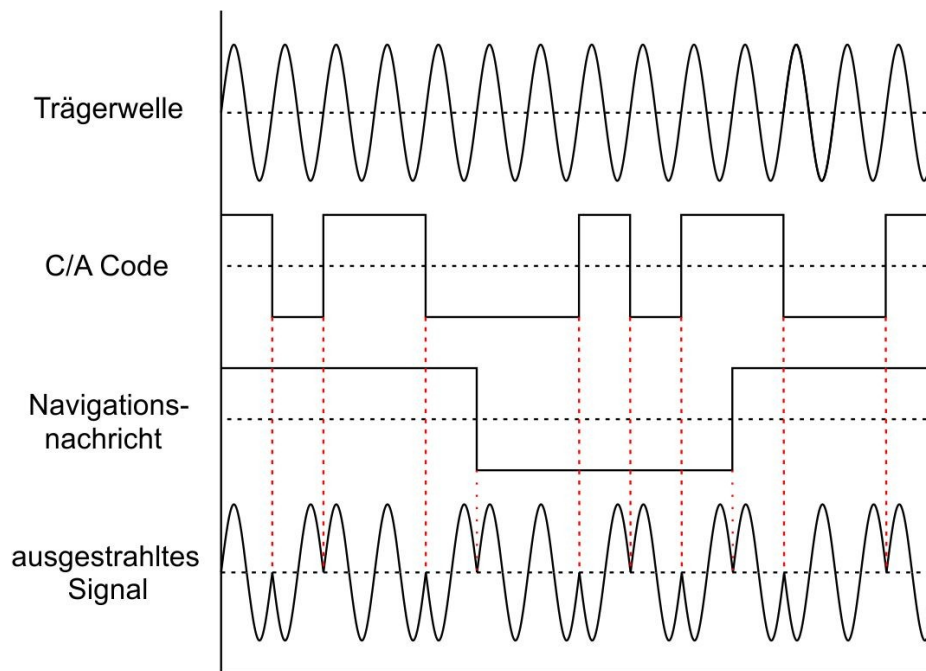 Trägerwelle
C/A Code
Navigations-
nachricht
ausgestrahltes
Signal